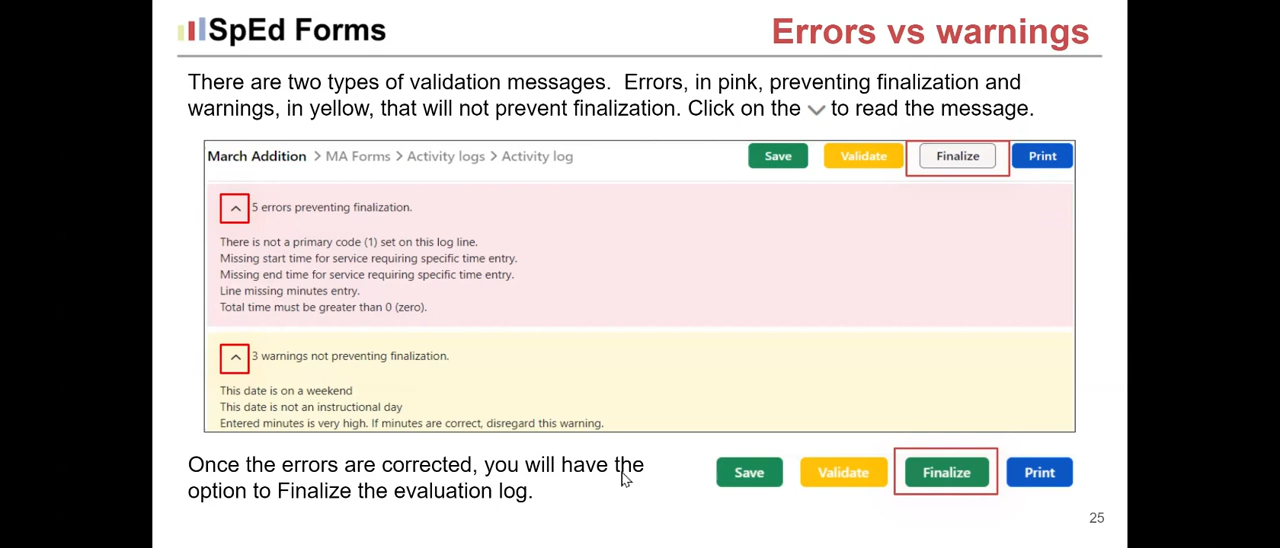 SpEd Forms
Errors vs warnings
There are two types of validation messages.  Errors, in pink, preventing finalization and
warnings, in yellow, that will not prevent finalization. Click on the to read the message.
March Addition > MA Forms > Activity logs > Activity log
Save Validate Finalize Print
5 errors preventing finalization.
There is not a primary code (1) set on this log line.
Missing start time for service requiring specific time entry.
Missing end time for service requiring specific time entry.
Line missing minutes entry.
Total time must be greater than 0 (zero).
3 warnings not preventing finalization.
This date is on a weekend
This date is not an instructional day
Entered minutes is very high. If minutes are correct, disregard this warning.
Once the errors are corrected, you will have the
option to Finalize the evaluation log.
Save Validate Finalize Print
25